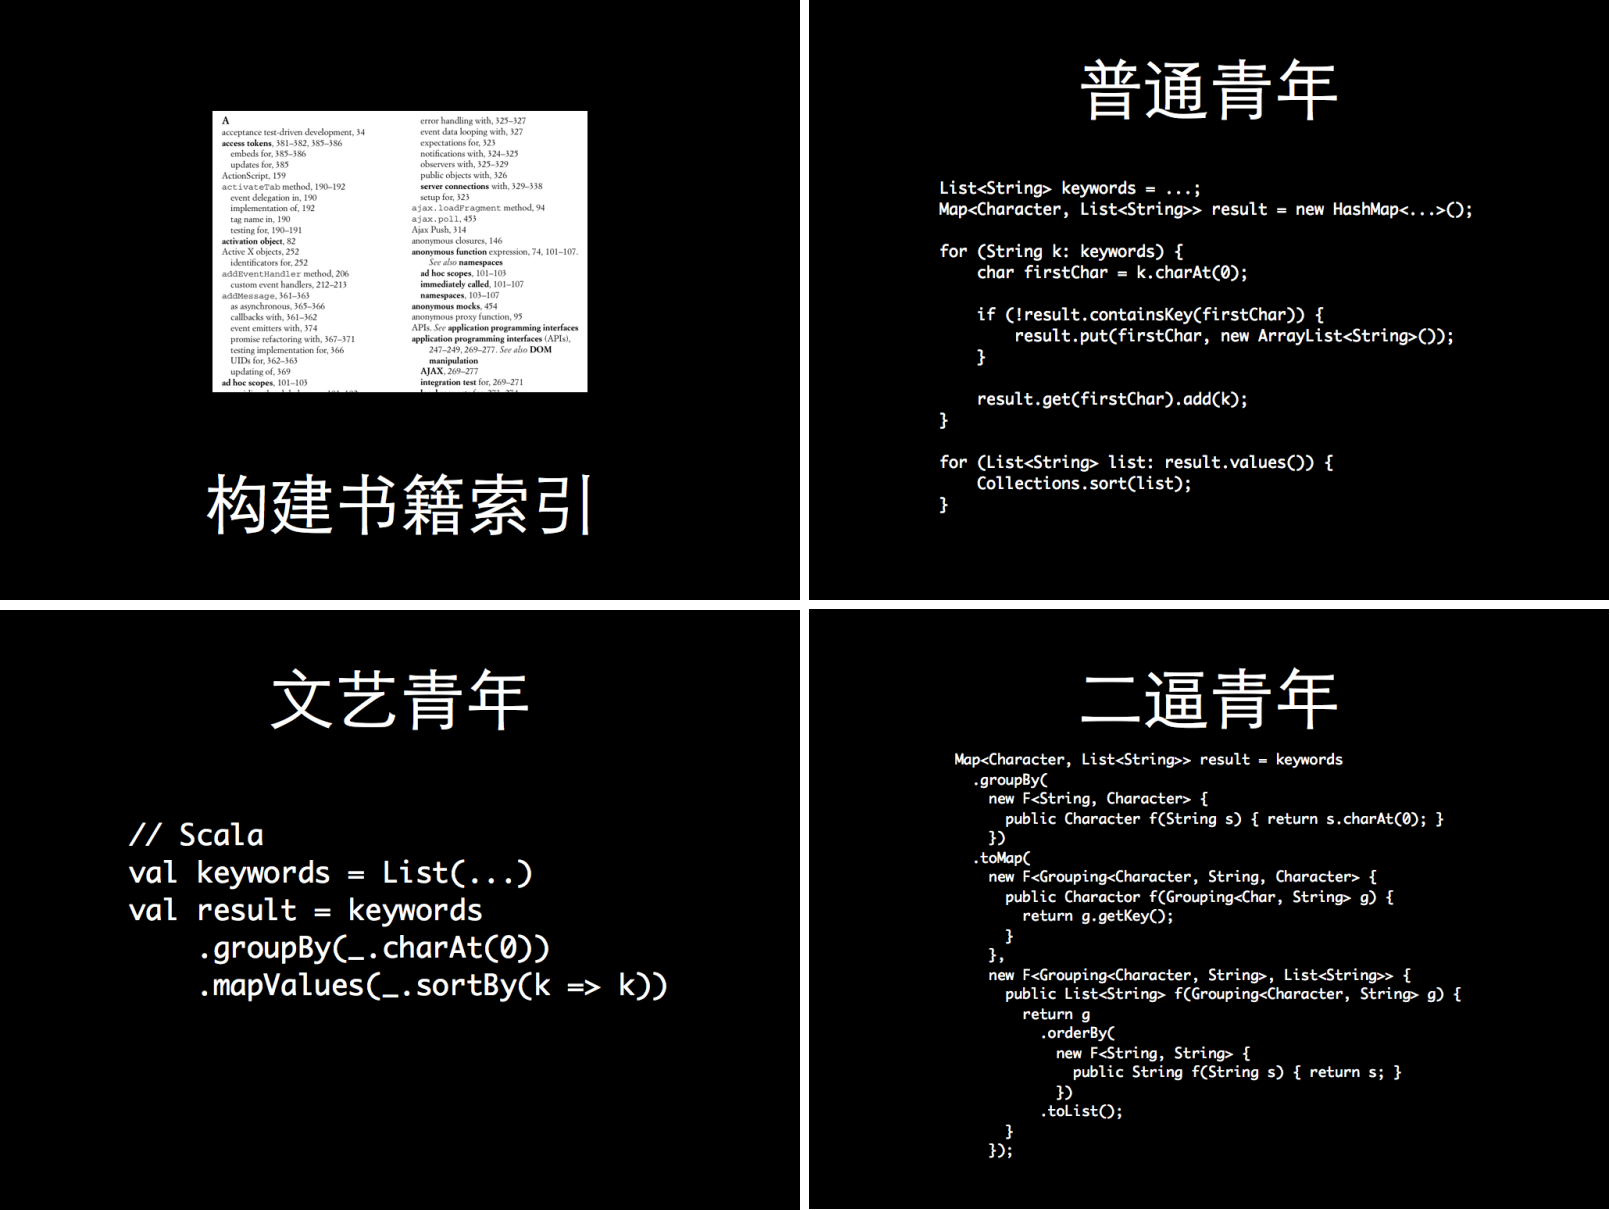 A
acceptance test-driven development, 34
access tokens, 381–382, 385–386
embeds for, 385–386
updates for, 385
ActionScript, 159
activateTab method, 190–192
event delegation in, 190
implementation of, 192
tag name in, 190
testing for, 190–191
activation object, 82
Active X objects, 252
identificators for, 252
addEventHandler method, 206
custom event handlers, 212–213
addMessage, 361–363
as asynchronous, 365–366
callbacks with, 361–362
event emitters with, 374
promise refactoring with, 367–371
testing implementation for, 366
UIDs for, 362–363
updating of, 369
ad hoc scopes, 101–103
error handling with, 325–327
event data looping with, 327
expectations for, 323
notifications with, 324–325
observers with, 325–329
public objects with, 326
server connections with, 329–338
setup for, 323
ajax.loadFragment method, 94
ajax.poll, 453
Ajax Push, 314
anonymous closures, 146
anonymous function expression, 74, 101–107.
See also namespaces
ad hoc scopes, 101–103
immediately called, 101–107
namespaces, 103–107
anonymous mocks, 454
anonymous proxy function, 95
APIs. See application programming interfaces
application programming interfaces (APIs),
247–249, 269–277. See also DOM
manipulation
AJAX, 269–277
integration test for, 269–271
构建书籍索引
普通青年
List<String> keywords = ...;
Map<Character, List<String>> result = new HashMap<...>();
for (String k: keywords) {
char firstChar = k.charAt(0);
if (!result.containsKey(firstChar)) {
result.put(firstChar, new ArrayList<String>());
}
result.get(firstChar).add(k);
}
for (List<String> list: result.values()) {
Collections.sort(list);
}
文艺青年
// Scala
val keywords = List(...)
val result = keywords
.groupBy(_.charAt(0))
.mapValues(_.sortBy(k => k))
二逼青年
Map<Character, List<String>> result = keywords
.groupBy(
new F<String, Character> {
public Character f(String s) { return s.charAt(0); }
})
.toMap(
new F<Grouping<Character, String, Character> {
public Charactor f(Grouping<Char, String> g) {
return g.getKey();
}
},
new F<Grouping<Character, String>, List<String>> {
public List<String> f(Grouping<Character, String> g) {
return g
.orderBy(
new F<String, String> {
public String f(String s) { return s; }
})
.toList();
}
});